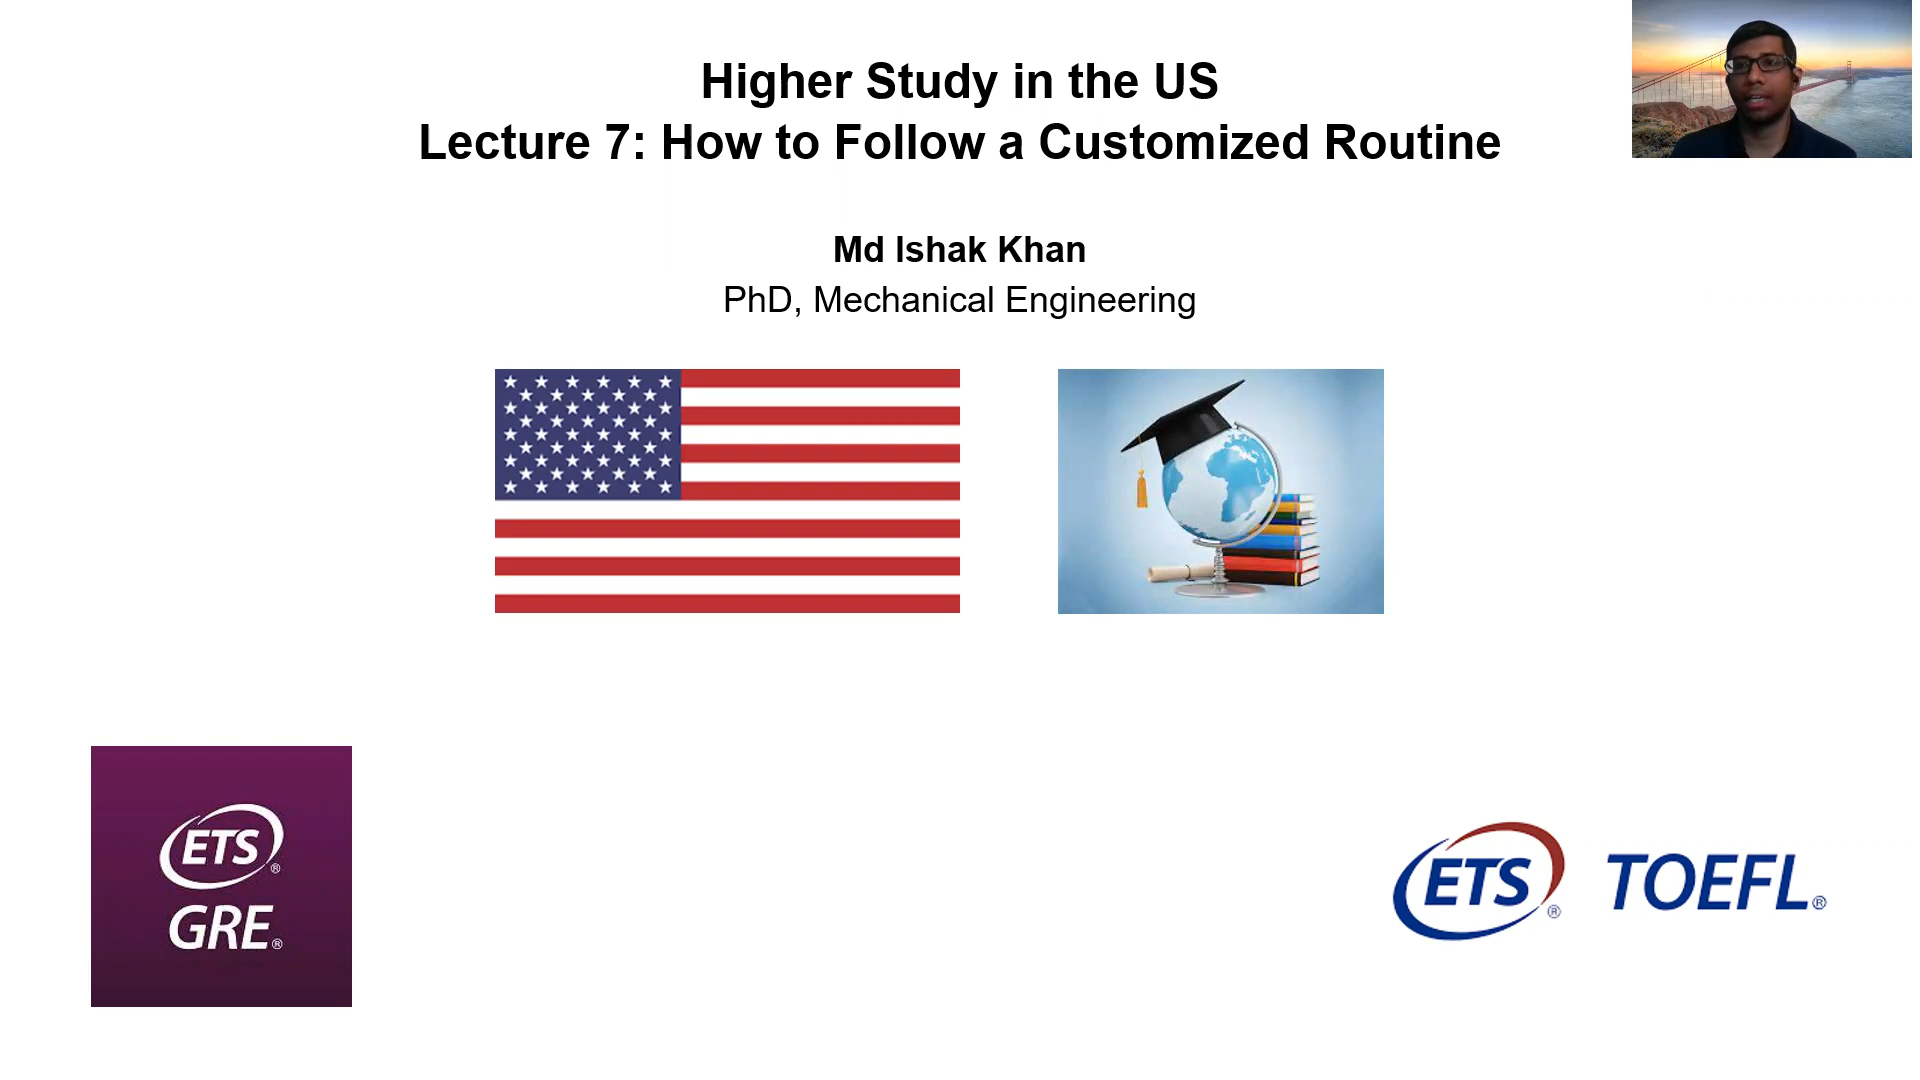 Higher Study in the US
Lecture 7: How to Follow a Customized Routine
Md Ishak Khan
PhD, Mechanical Engineering
ETS®
GRE®
ETS® TOEFL®